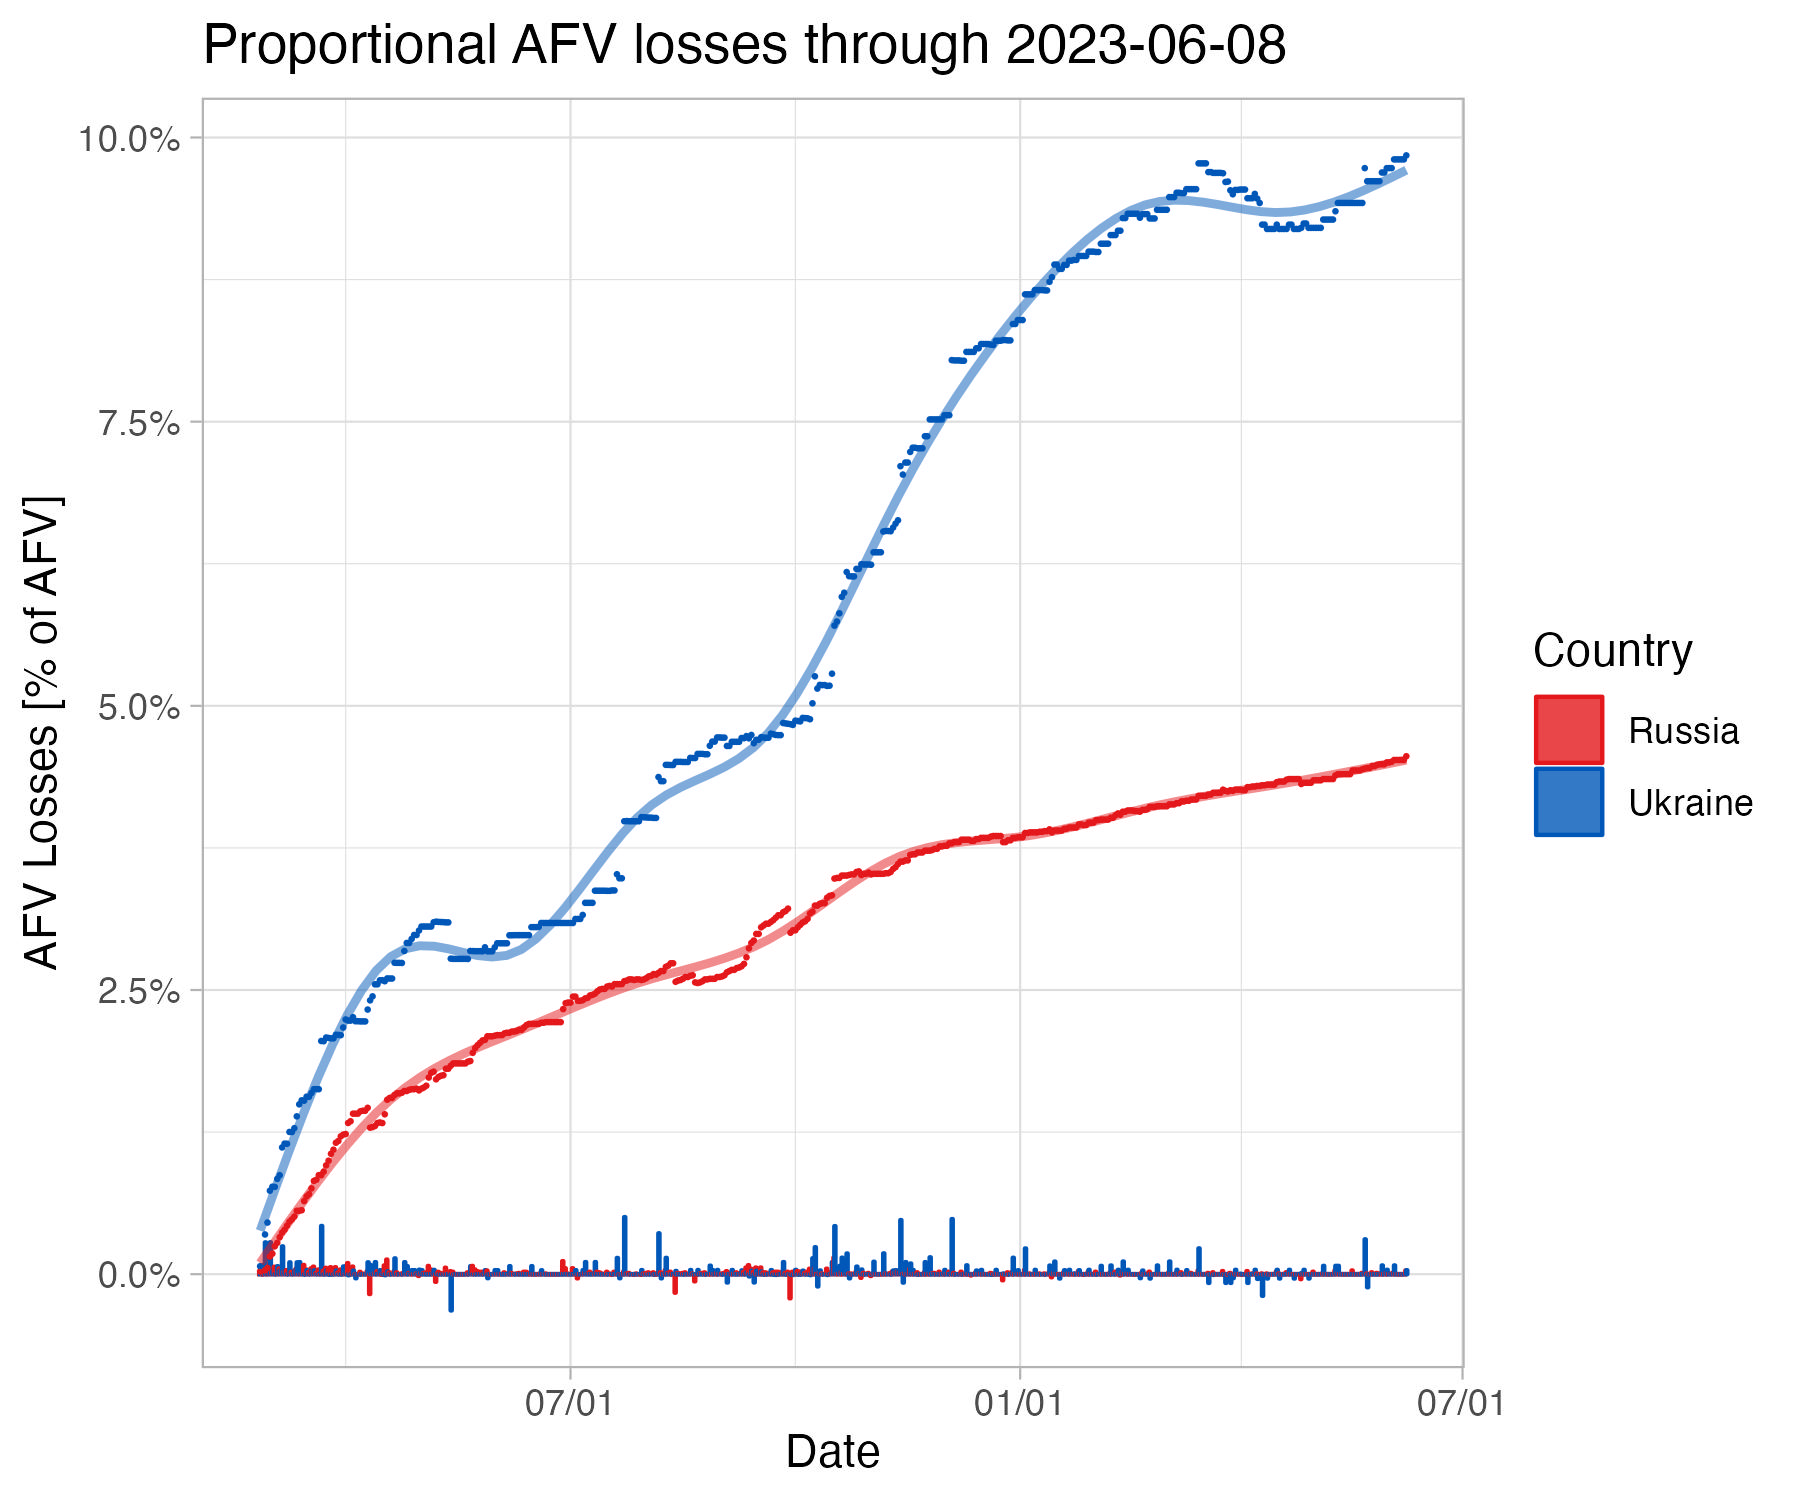 Proportional AFV losses through 2023-06-08
AFV Losses [% of AFV]
10.0%
7.5%
5.0%
2.5%
0.0%
07/01
01/01
07/01
Date
Country
Russia
Ukraine